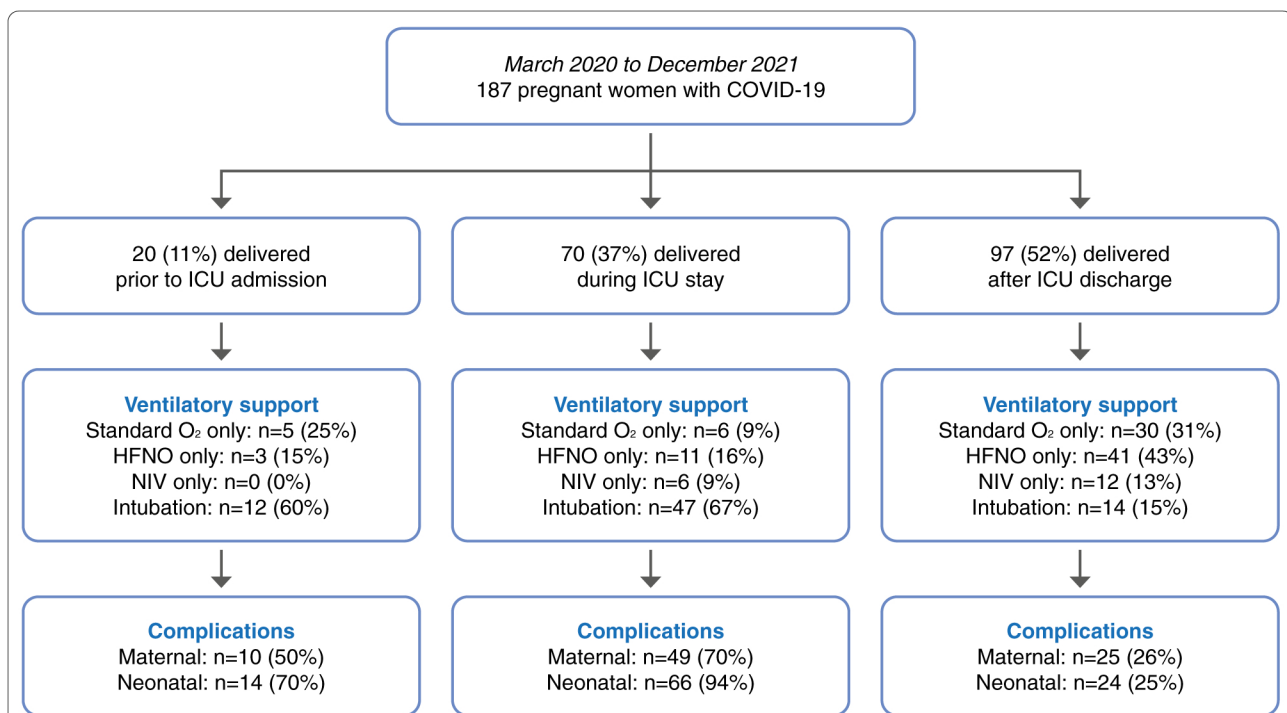 March 2020 to December 2021
187 pregnant women with COVID-19
20 (11%) delivered
prior to ICU admission
70 (37%) delivered
during ICU stay
97 (52%) delivered
after ICU discharge
Ventilatory support
Standard O₂ only: n=5 (25%)
HFNO only: n=3 (15%)
NIV only: n=0 (0%)
Intubation: n=12 (60%)
Ventilatory support
Standard O₂ only: n=6 (9%)
HFNO only: n=11 (16%)
NIV only: n=6 (9%)
Intubation: n=47 (67%)
Ventilatory support
Standard O₂ only: n=30 (31%)
HFNO only: n=41 (43%)
NIV only: n=12 (13%)
Intubation: n=14 (15%)
Complications
Maternal: n=10 (50%)
Neonatal: n=14 (70%)
Complications
Maternal: n=49 (70%)
Neonatal: n=66 (94%)
Complications
Maternal: n=25 (26%)
Neonatal: n=24 (25%)